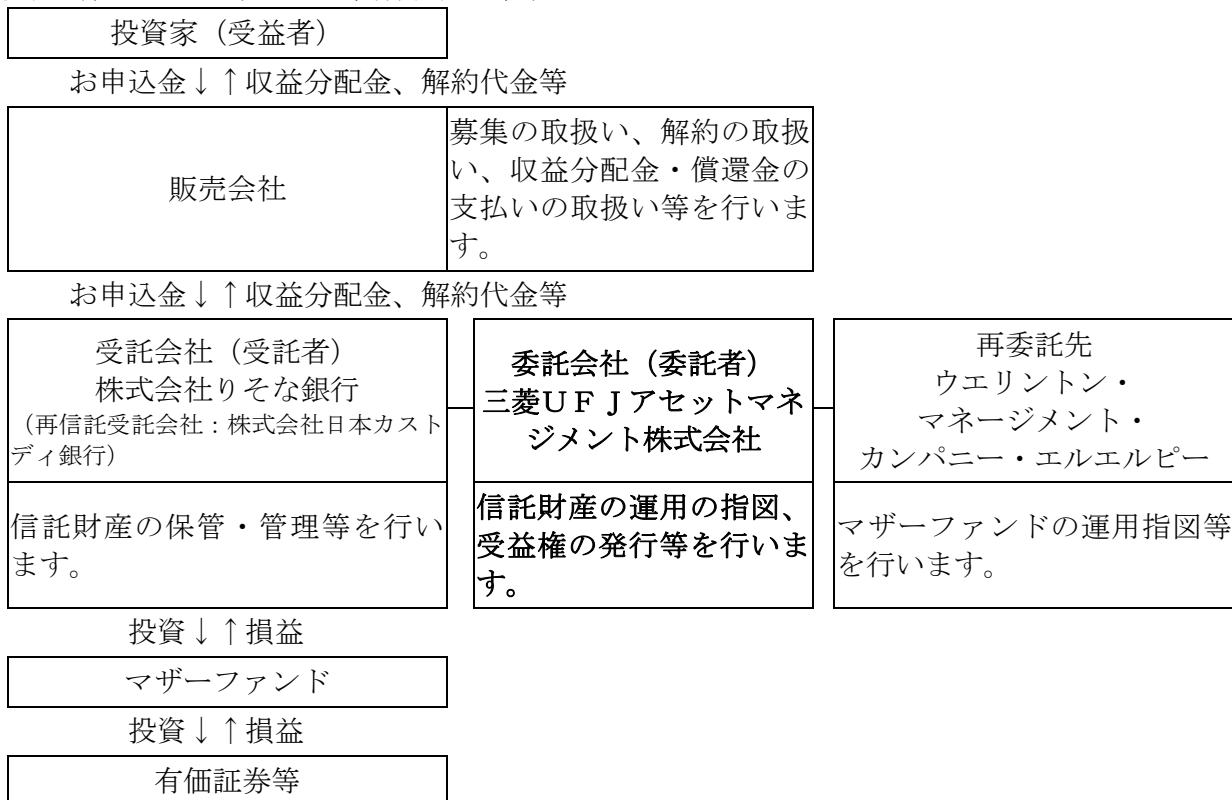 投資家（受益者）
お申込金↓↑収益分配金、解約代金等
販売会社
募集の取扱い、解約の取扱
い、収益分配金・償還金の
支払いの取扱い等を行いま
す。
お申込金↓↑収益分配金、解約代金等
受託会社（受託者）
株式会社りそな銀行
（再信託受託会社：株式会社日本カスト
ディ銀行）
信託財産の保管・管理等を行い
ます。
委託会社（委託者）
三菱ＵＦＪアセットマネ
ジメント株式会社
信託財産の運用の指図、
受益権の発行等を行いま
す。
再委託先
ウエリントン・
マネージメント・
カンパニー・エルエルピー
マザーファンドの運用指図等
を行います。
投資↓↑損益
マザーファンド
投資↓↑損益
有価証券等